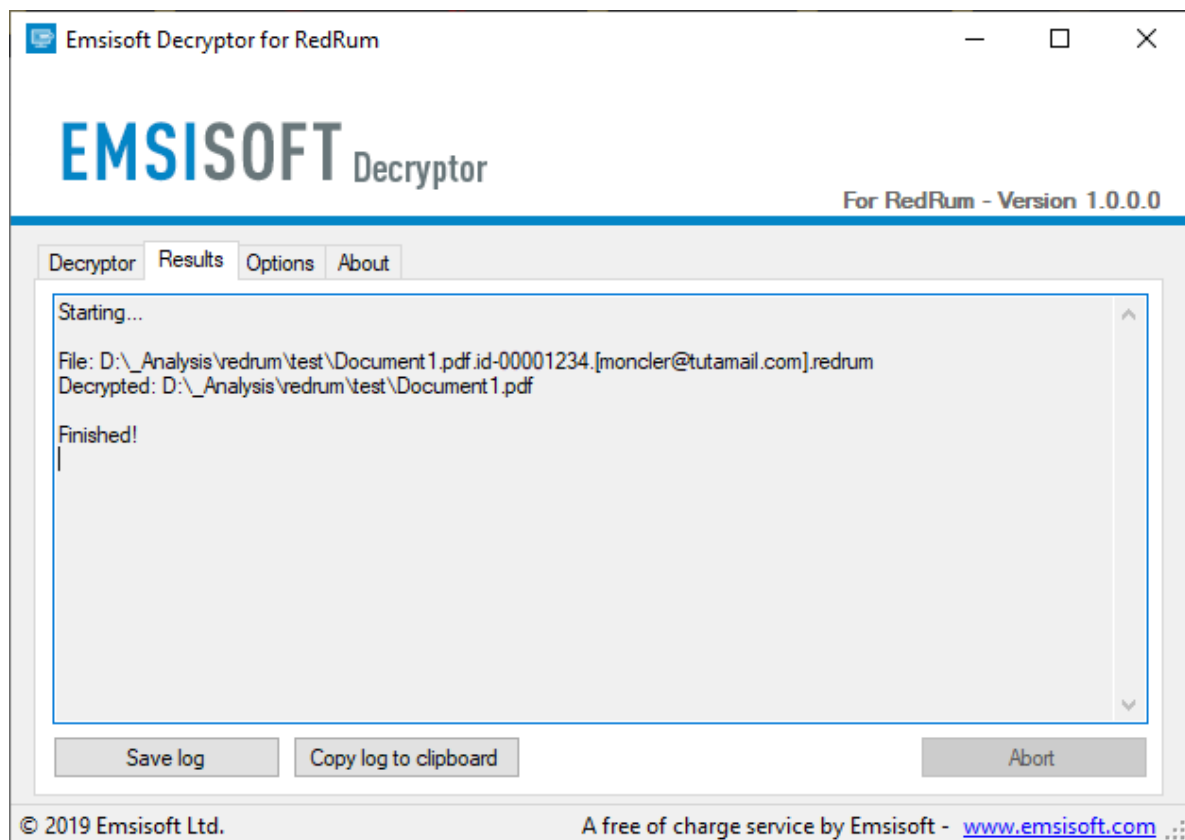 Emsisoft Decryptor for RedRum
EMSISOFT Decryptor
For RedRum - Version 1.0.0.0
Decryptor Results Options About
Starting...
File: D:\_Analysis\redrum\test\Document1.pdf.id-00001234.[moncler@tutamail.com].redrum
Decrypted: D:\_Analysis\redrum\test\Document1.pdf
Finished!
Save log Copy log to clipboard Abort
© 2019 Emsisoft Ltd. A free of charge service by Emsisoft - www.emsisoft.com